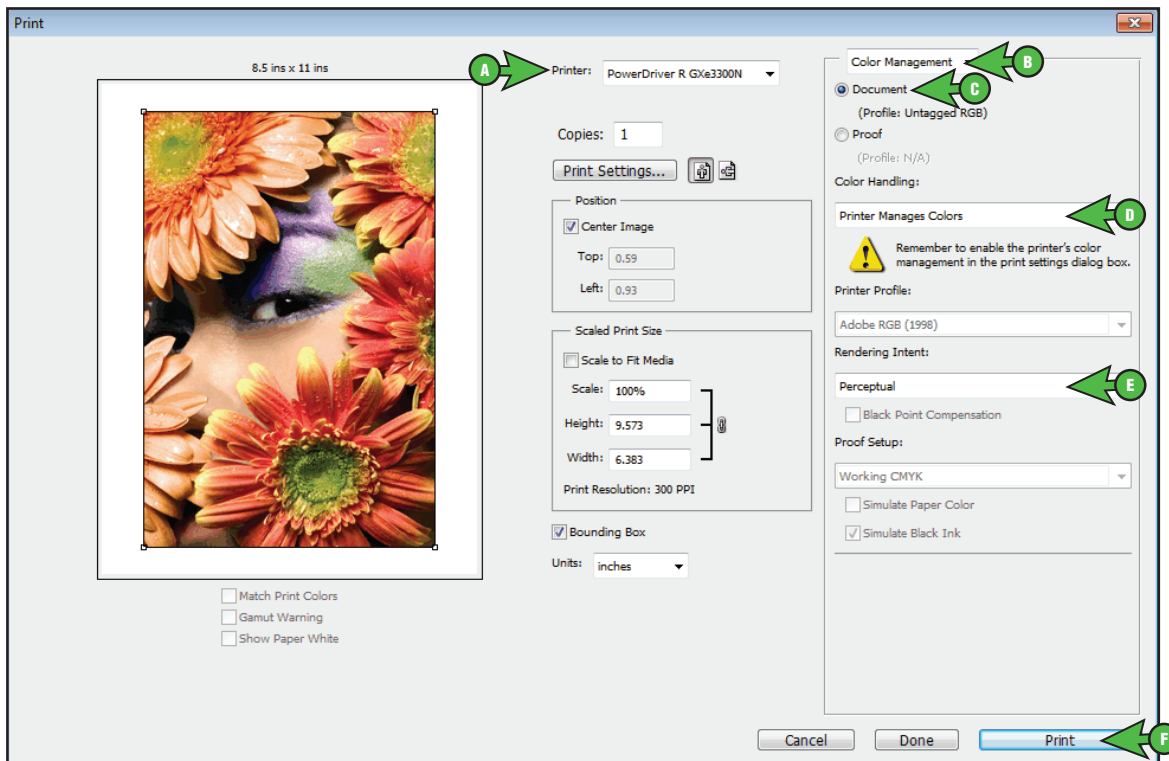 Print
8.5 ins x 11 ins
Match Print Colors
Gamut Warning
Show Paper White
A
Printer: PowerDriver R GXe3300N
Copies: 1
Print Settings...
Position
Center Image
Top: 0.59
Left: 0.93
Scaled Print Size
Scale to Fit Media
Scale: 100%
Height: 9.573
Width: 6.383
Print Resolution: 300 PPI
Bounding Box
Units: inches
Color Management B
Document C
(Profile: Untagged RGB)
Proof
(Profile: N/A)
Color Handling:
Printer Manages Colors D
Remember to enable the printer's color
management in the print settings dialog box.
Printer Profile:
Adobe RGB (1998)
Rendering Intent:
Perceptual E
Black Point Compensation
Proof Setup:
Working CMYK
Simulate Paper Color
Simulate Black Ink
Cancel Done Print F